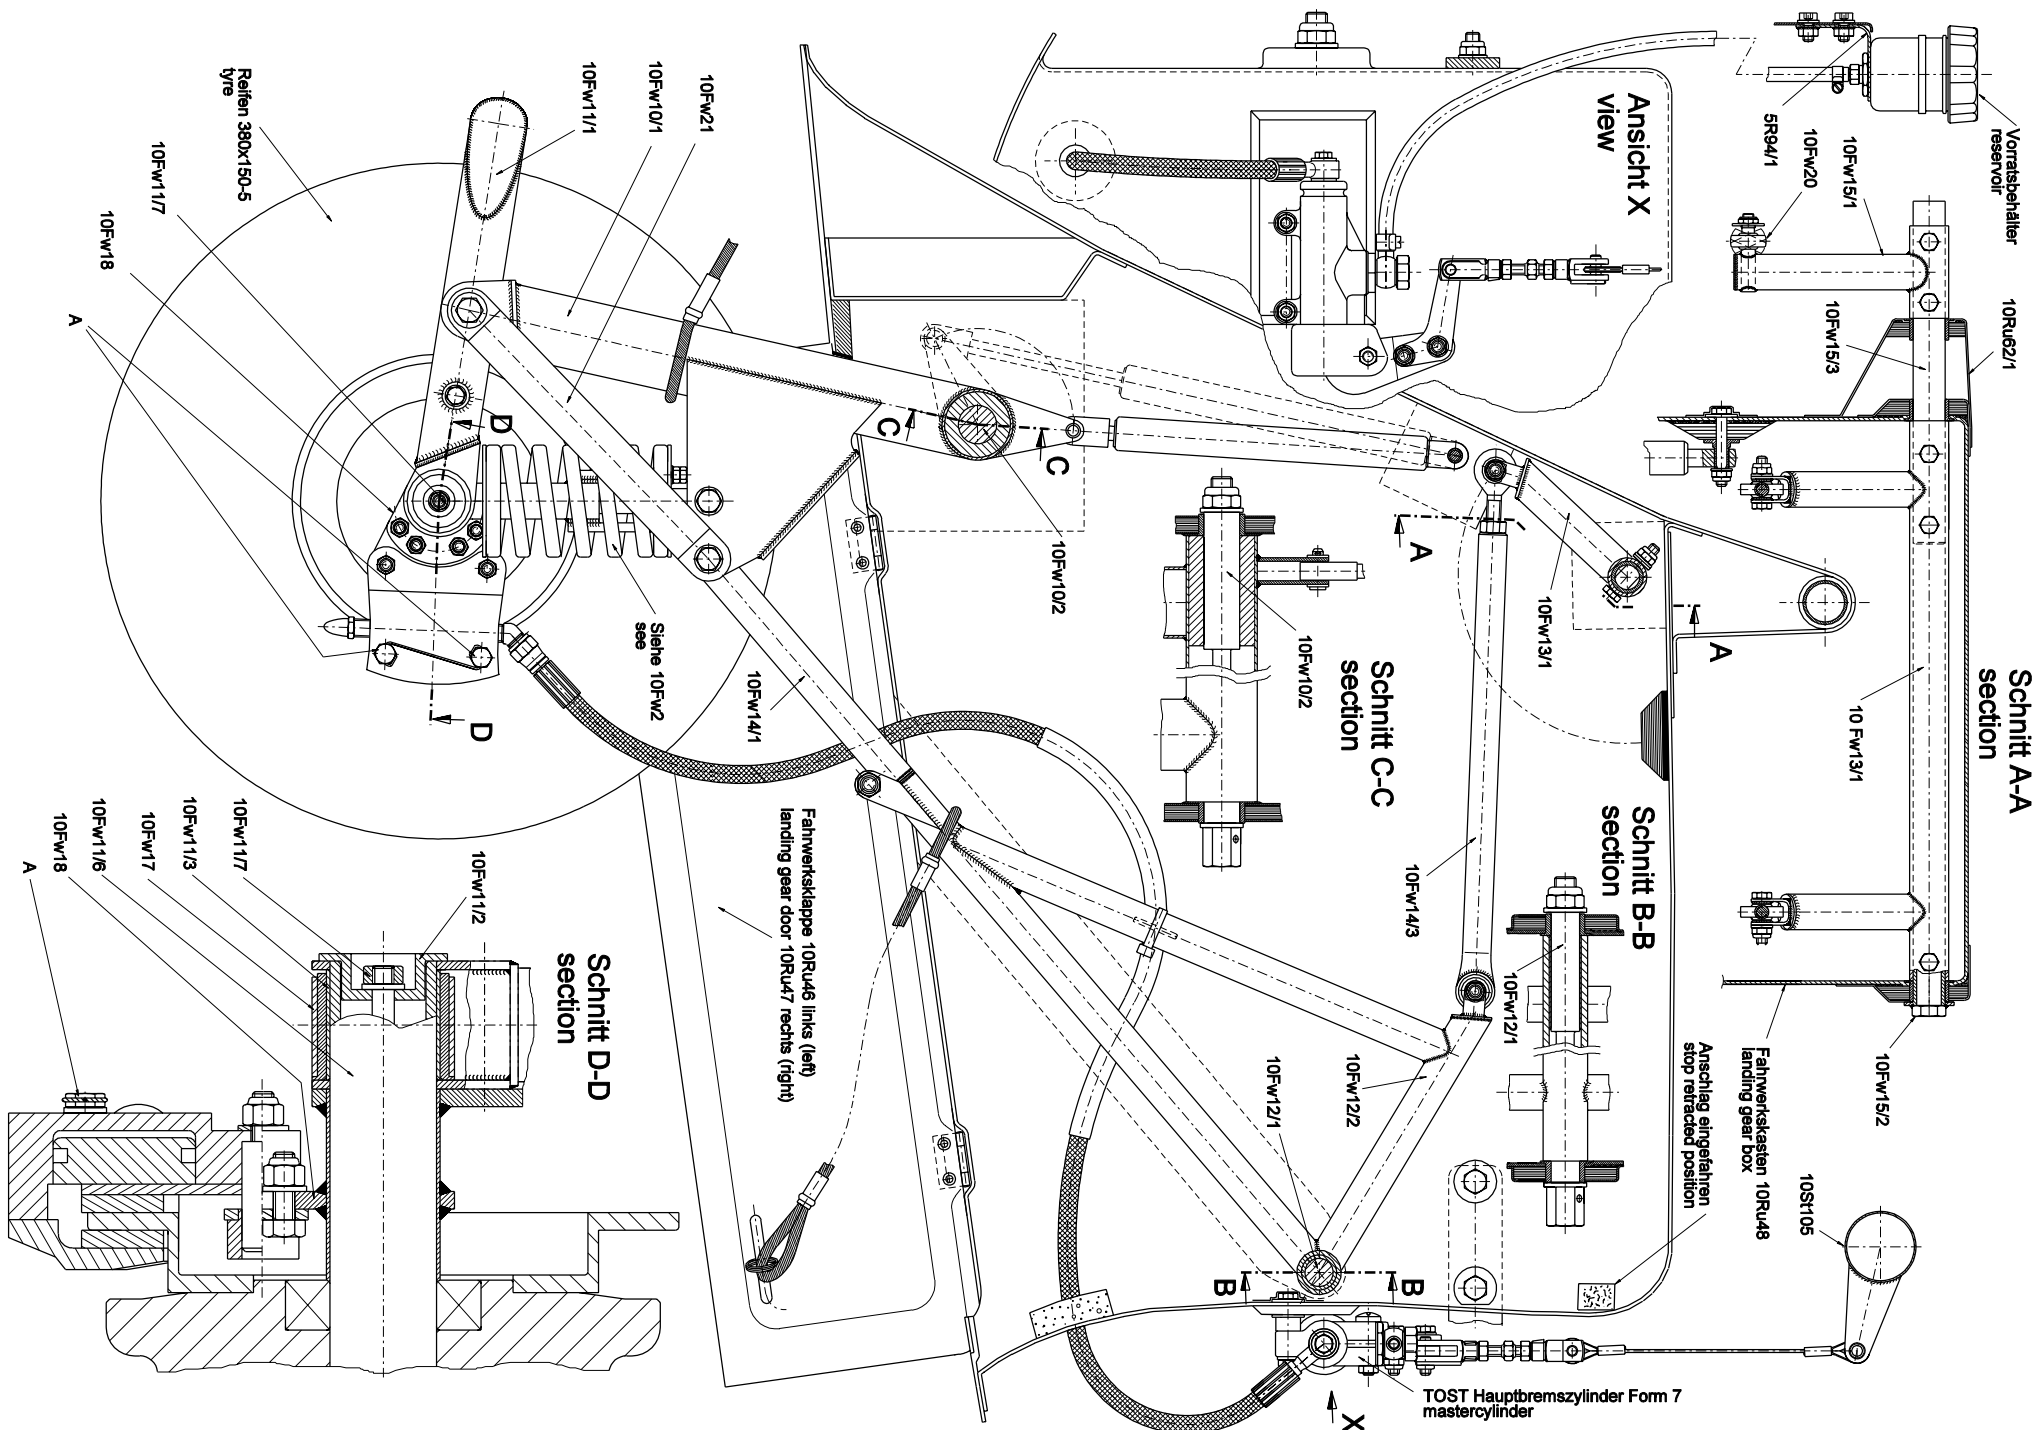 Vorratsbehälter
reservoir
5R94/1
10Fw20
10Fw15/1
10Fw15/3
10Ru62/1
Schnitt A-A
section
10 Fw13/1
10Fw15/2
Fahrwerkskasten 10Ru48
landing gear box
10St105
Anschlag eingefahren
stop retracted position
Ansicht X
view
10Fw21
10Fw10/1
10Fw11/1
Reifen 380x150-5
tyre
10Fw11/7
10Fw18
A
D
D
C
C
10Fw10/2
A
A
10Fw13/1
Schnitt C-C
section
10Fw10/2
Siehe 10Fw2
see
10Fw14/1
10Fw14/3
Schnitt B-B
section
10Fw12/1
10Fw12/2
10Fw12/1
B
B
Fahrwerksklappe 10Ru46 links (left)
landing gear door 10Ru47 rechts (right)
Schnitt D-D
section
10Fw11/2
10Fw11/7
10Fw11/3
10Fw17
10Fw11/6
10Fw18
A
TOST Hauptbremszylinder Form 7
mastercylinder
X